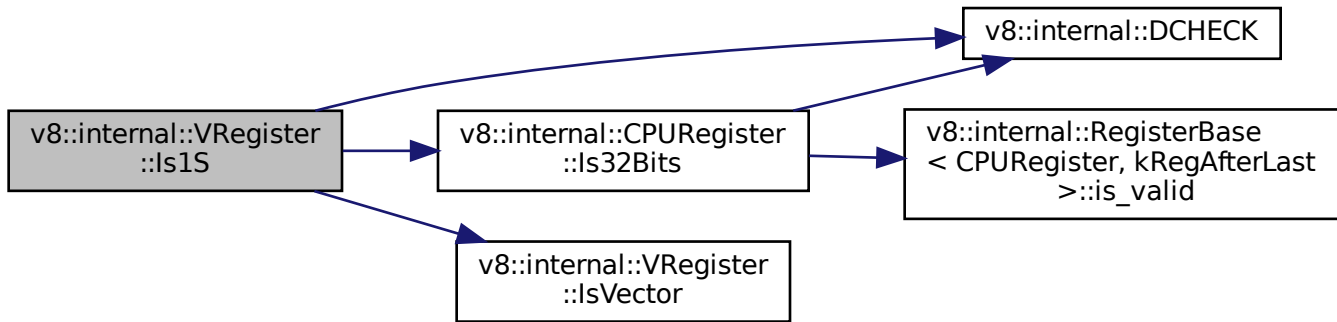 v8::internal::VRegister
::Is1S
v8::internal::CPURegister
::Is32Bits
v8::internal::DCHECK
v8::internal::RegisterBase
< CPURegister, kRegAfterLast
>::is_valid
v8::internal::VRegister
::IsVector